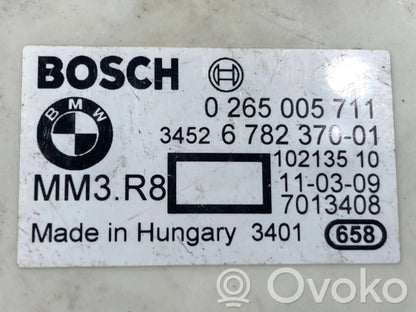 BOSCH
BMW
0 265 005 711
3452 6 782 370-01
102135 10
MM3.R8
11-03-09
7013408
Made in Hungary 3401 658
Ovoko